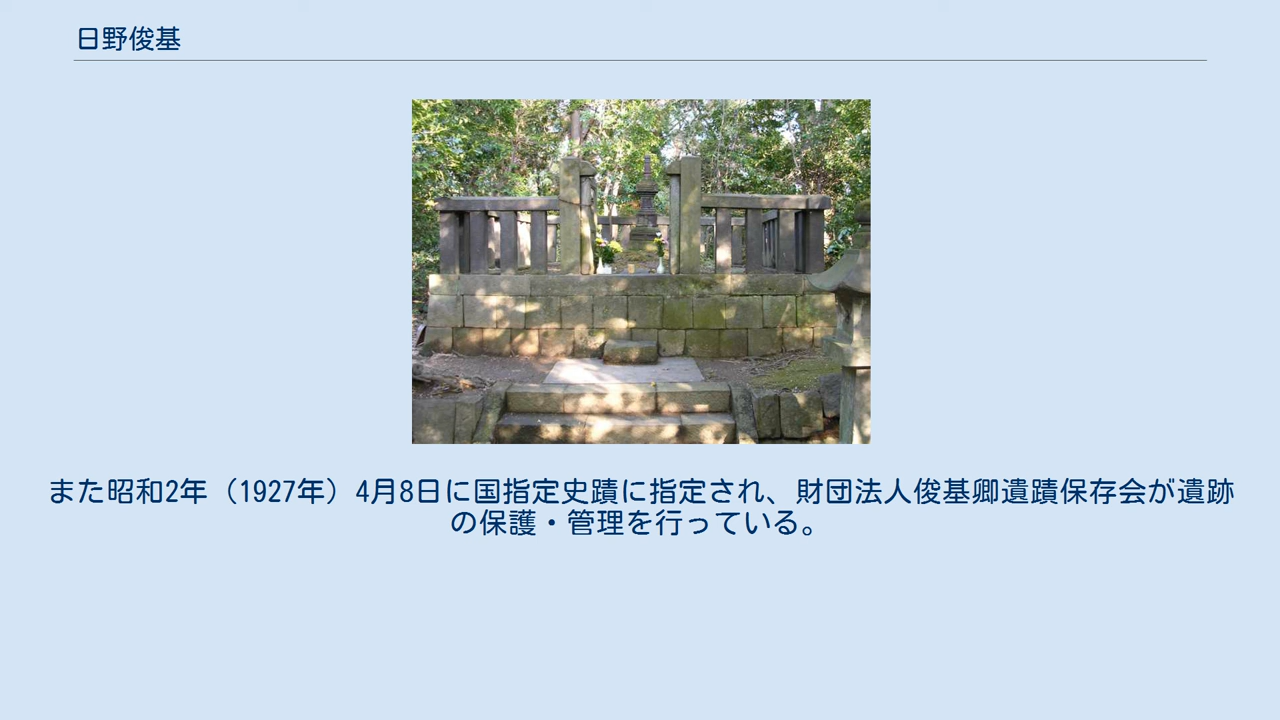 日野俊基
また昭和2年（1927年）4月8日に国指定史蹟に指定され、財団法人俊基卿遺蹟保存会が遺跡
の保護・管理を行っている。